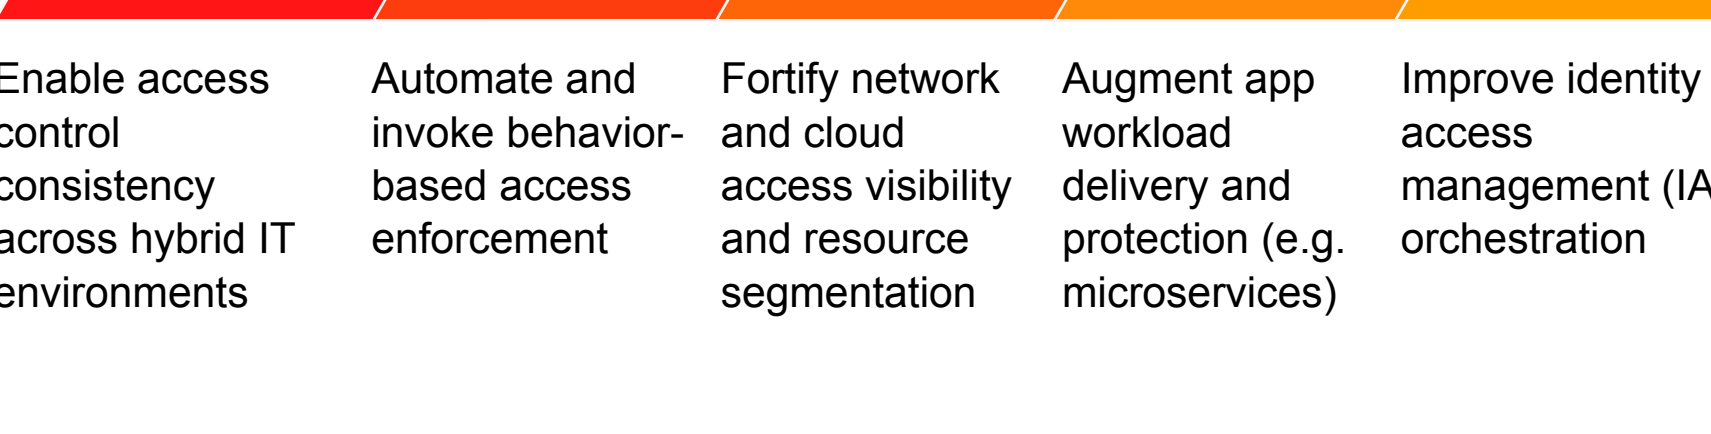 Enable access
control
consistency
across hybrid IT
environments
Automate and
invoke behavior-
based access
enforcement
Fortify network
and cloud
access visibility
and resource
segmentation
Augment app
workload
delivery and
protection (e.g.
microservices)
Improve identity
access
management (IA
orchestration